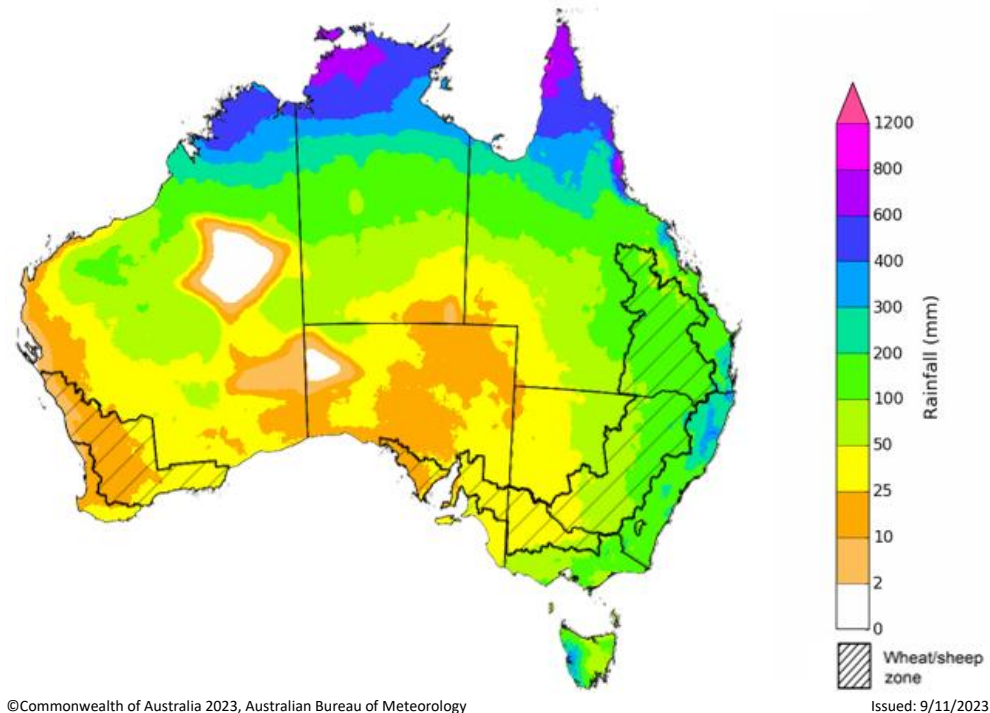 1200
800
600
400
300
200
100
50
25
10
2
0
Rainfall (mm)
Wheat/sheep
zone
©Commonwealth of Australia 2023, Australian Bureau of Meteorology
Issued: 9/11/2023